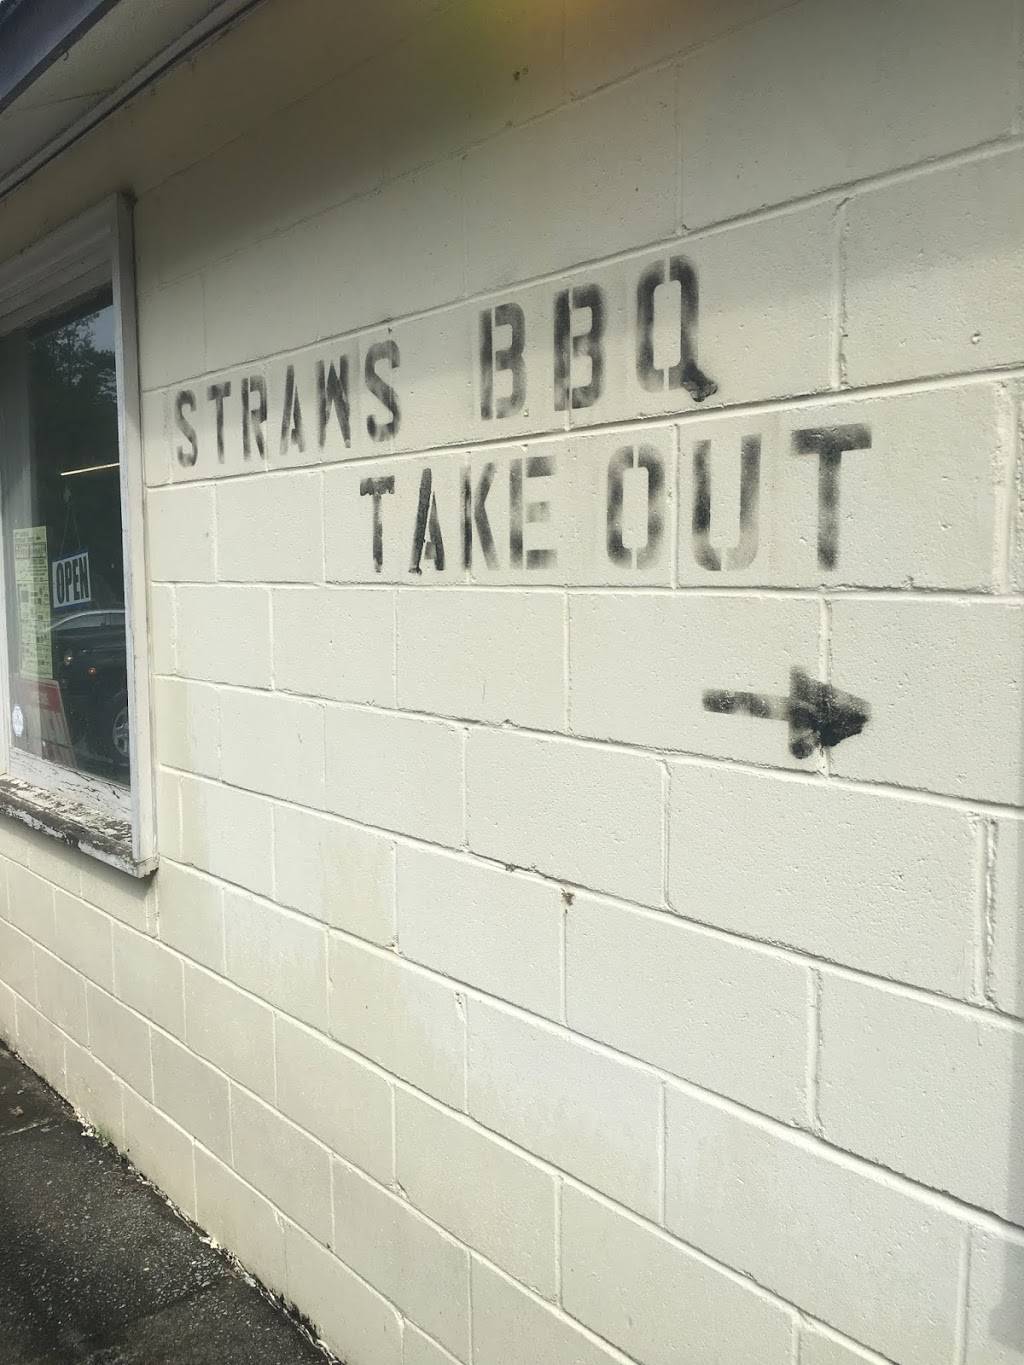 STRAWS BBQ
TAKE OUT
OPEN